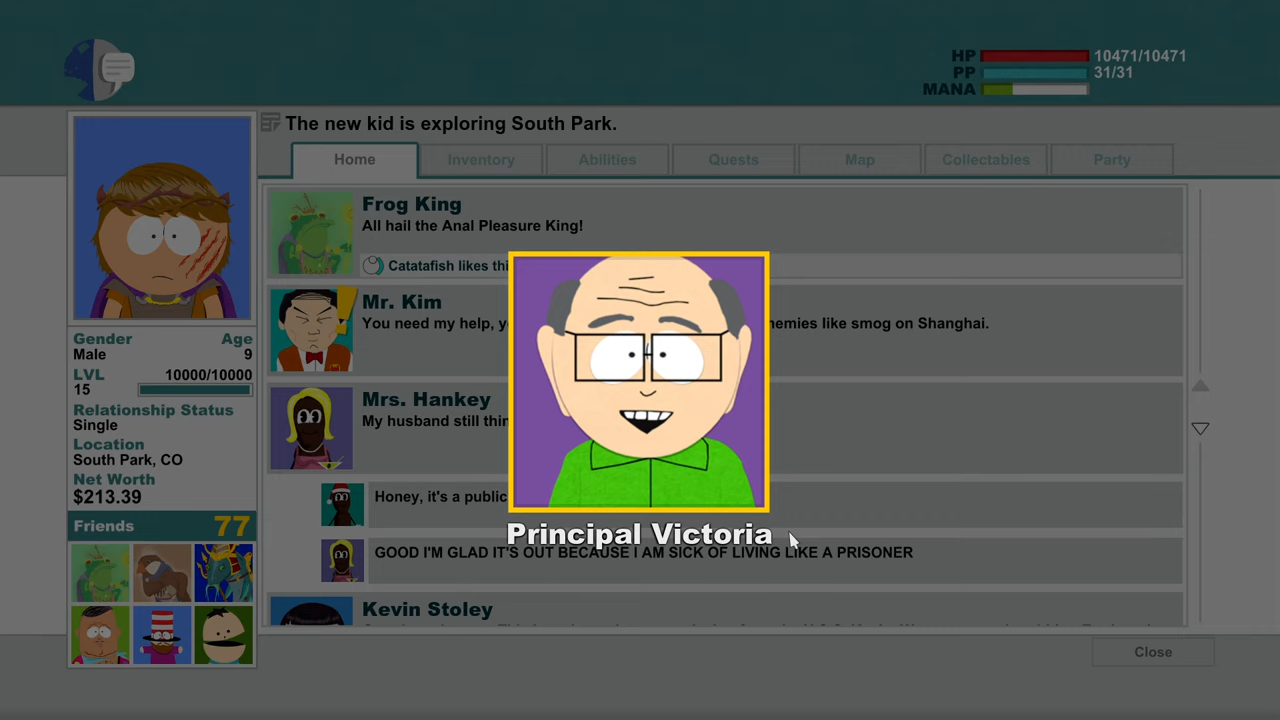 HP 10471/10471
PP 31/31
MANA
The new kid is exploring South Park.
Home Inventory Abilities Quests Map Collectables Party
Frog King
All hail the Anal Pleasure King!
Catatafish likes thi
Mr. Kim
You need my help, y nemies like smog on Shanghai.
Mrs. Hankey
My husband still thin
Honey, it's a public
Principal Victoria
GOOD I'M GLAD IT'S OUT BECAUSE I AM SICK OF LIVING LIKE A PRISONER
Kevin Stoley
Gender Age
Male 9
LVL 10000/10000
15
Relationship Status
Single
Location
South Park, CO
Net Worth
$213.39
Friends 77
Close